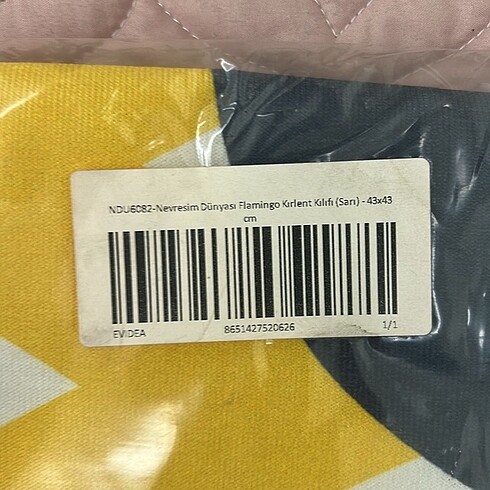 NDU6082-Nevresim Dünyası Flamingo Kırlent Kılıfı (Sarı) - 43x43
cm
EVIDEA 8651427520626 1/1